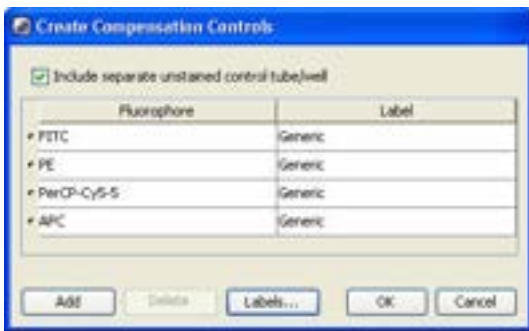 Create Compensation Controls
Include separate unstained control tube/well
Fluorophore Label
FITC Generic
PE Generic
PerCP-Cy5-5 Generic
APC Generic
Add Delete Labels... OK Cancel